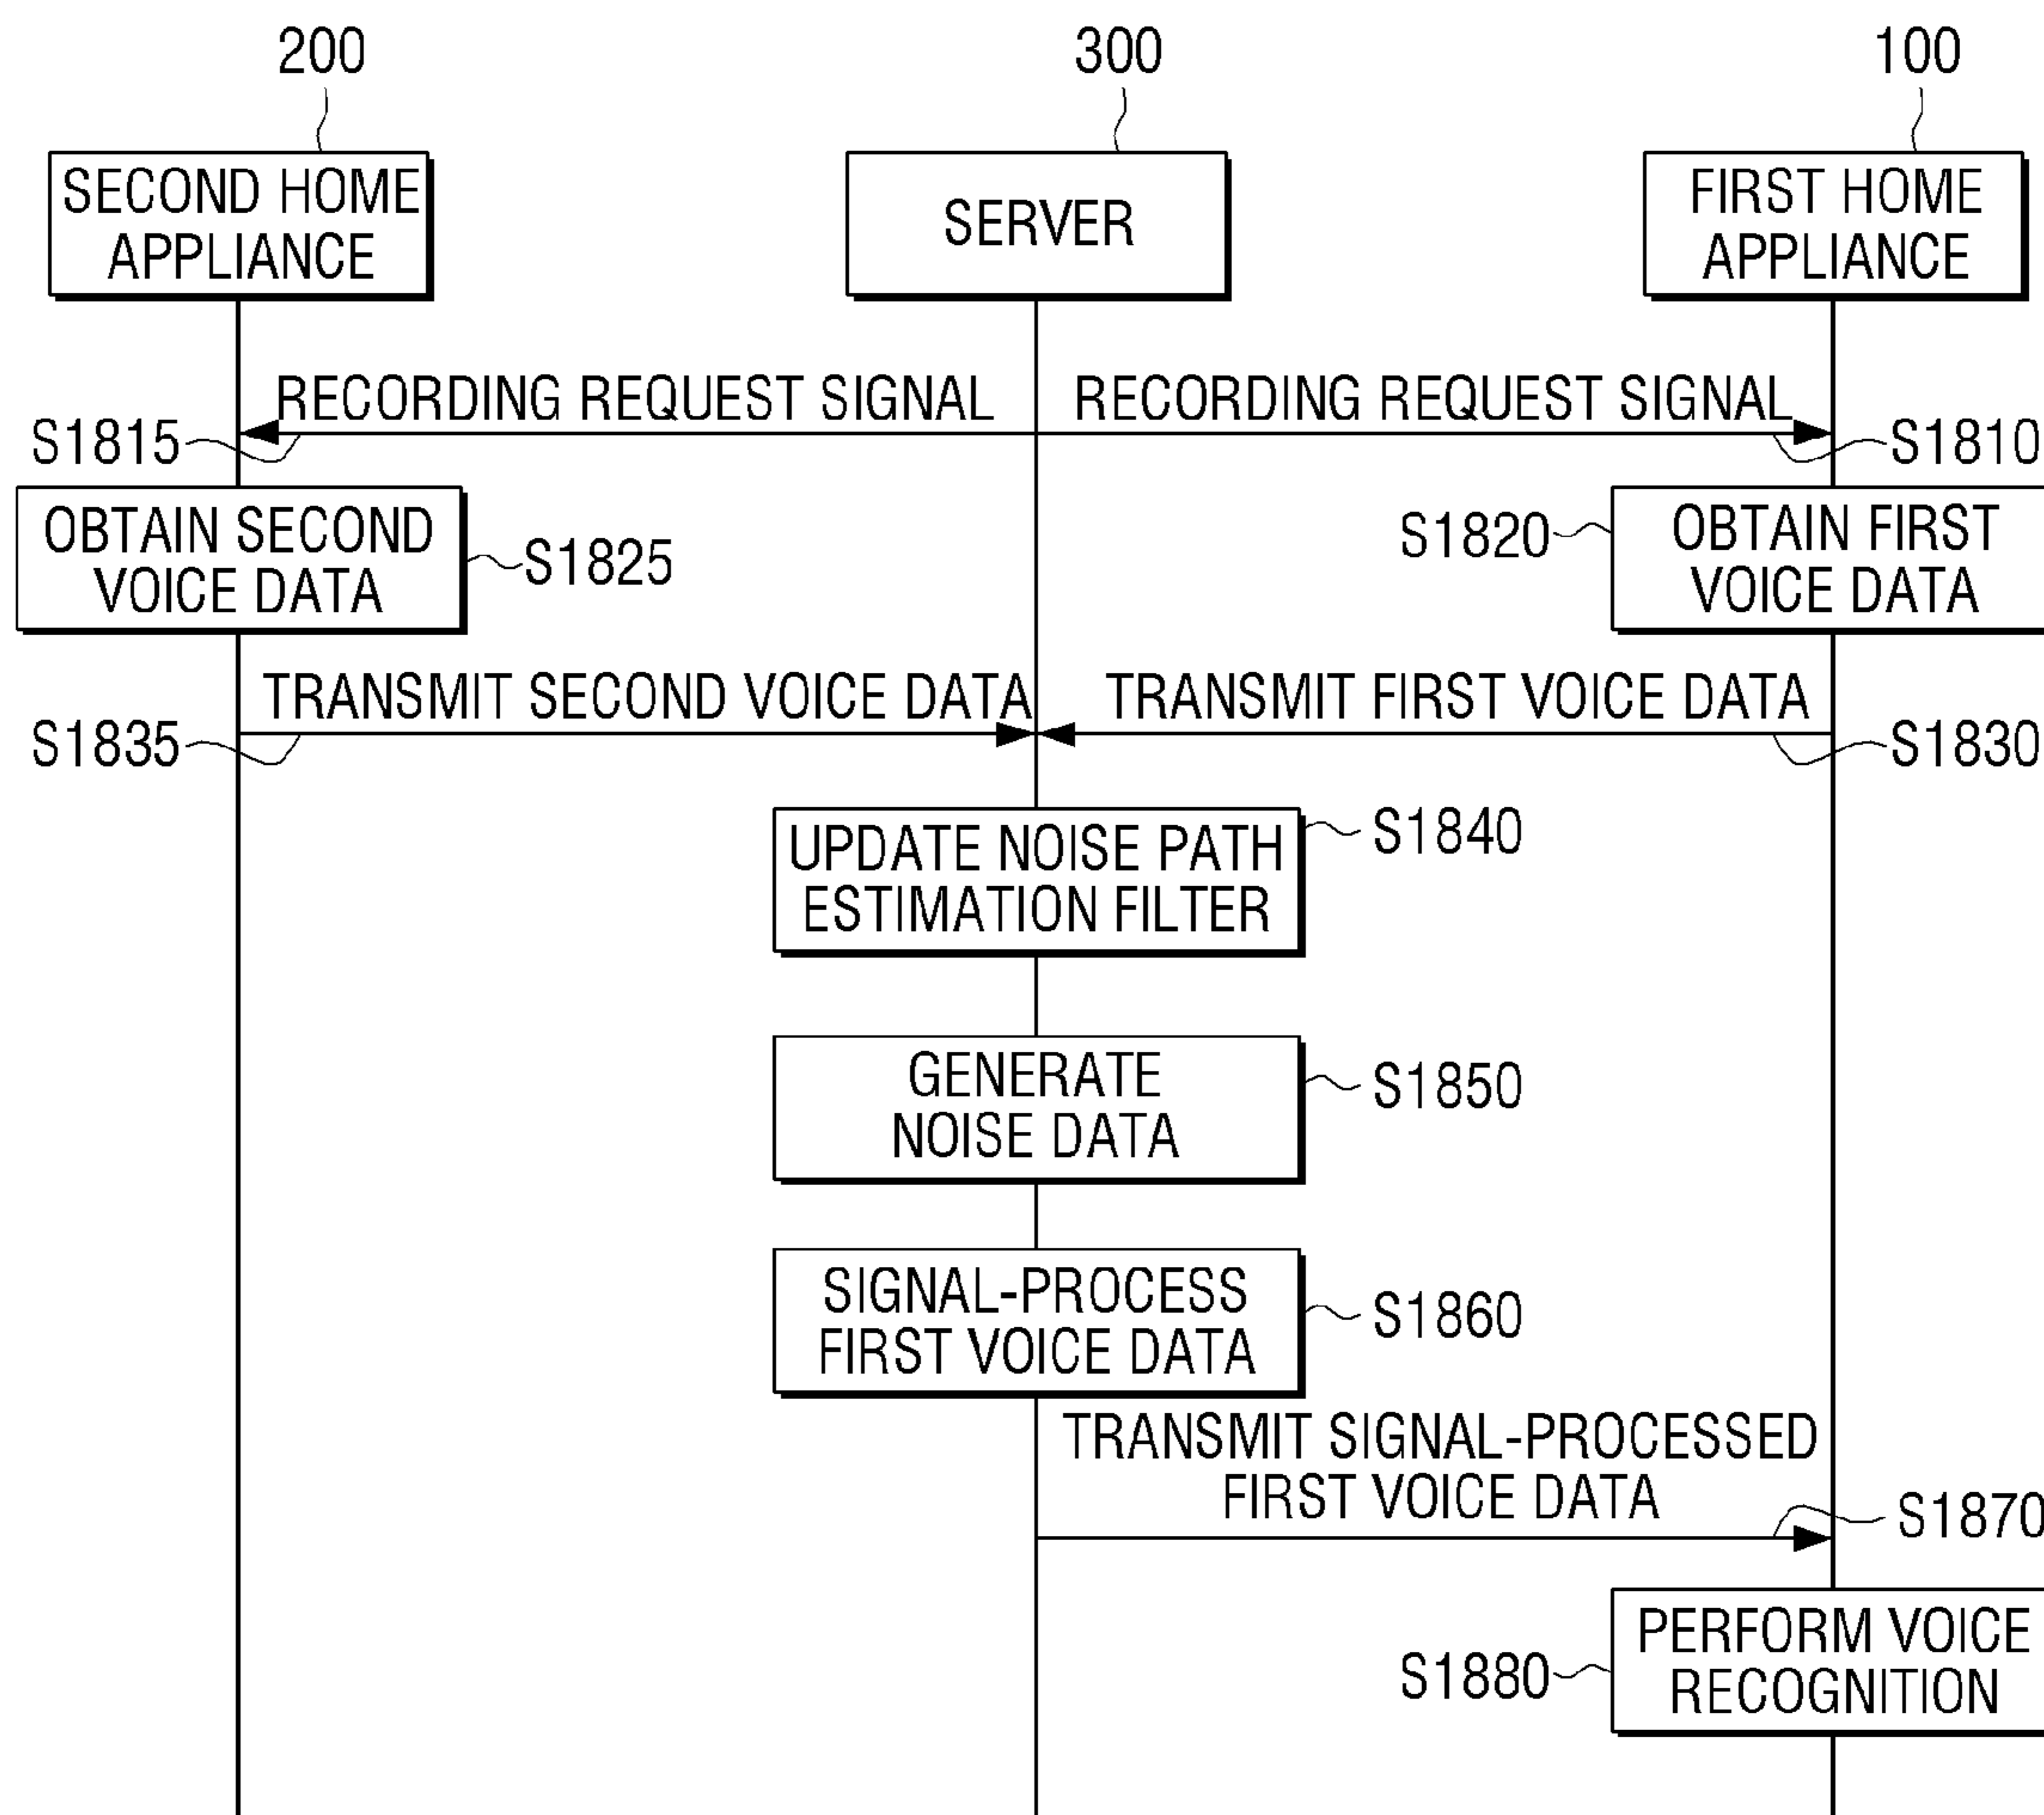 200
300
100
SECOND HOME
APPLIANCE
SERVER
FIRST HOME
APPLIANCE
RECORDING REQUEST SIGNAL
RECORDING REQUEST SIGNAL
S1815
S1810
OBTAIN SECOND
VOICE DATA
S1825
S1820
OBTAIN FIRST
VOICE DATA
TRANSMIT SECOND VOICE DATA
TRANSMIT FIRST VOICE DATA
S1835
S1830
UPDATE NOISE PATH
ESTIMATION FILTER
S1840
GENERATE
NOISE DATA
S1850
SIGNAL-PROCESS
FIRST VOICE DATA
S1860
TRANSMIT SIGNAL-PROCESSED
FIRST VOICE DATA
S1870
S1880
PERFORM VOICE
RECOGNITION